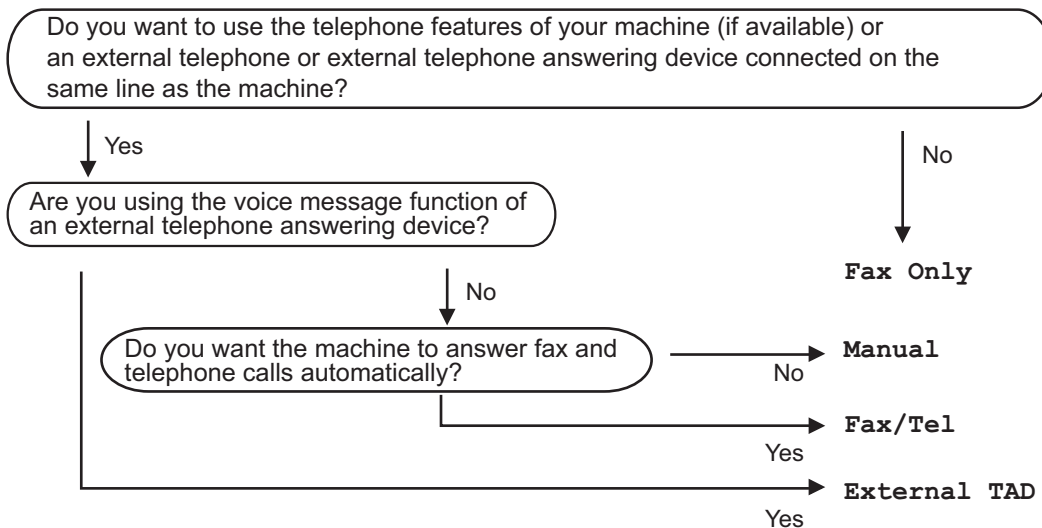 Do you want to use the telephone features of your machine (if available) or
an external telephone or external telephone answering device connected on the
same line as the machine?
Yes
No
Are you using the voice message function of
an external telephone answering device?
Fax Only
No
Do you want the machine to answer fax and
telephone calls automatically?
Manual
No
Fax/Tel
Yes
External TAD
Yes